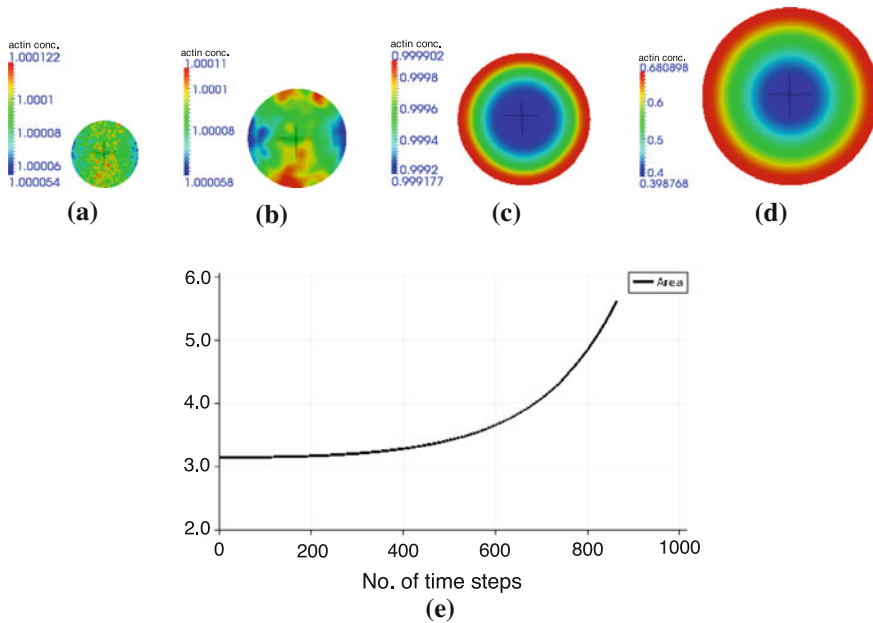 actin conc.
1.000122
1.0001
1.00008
1.00006
1.000054
(a)
actin conc.
1.00011
1.0001
1.00008
1.000058
(b)
actin conc.
0.999902
0.9998
0.9996
0.9994
0.9992
0.999177
(c)
actin conc.
0.680898
0.6
0.5
0.4
0.398768
(d)
6.0
5.0
4.0
3.0
2.0
Area
0 200 400 600 800 1000
No. of time steps
(e)